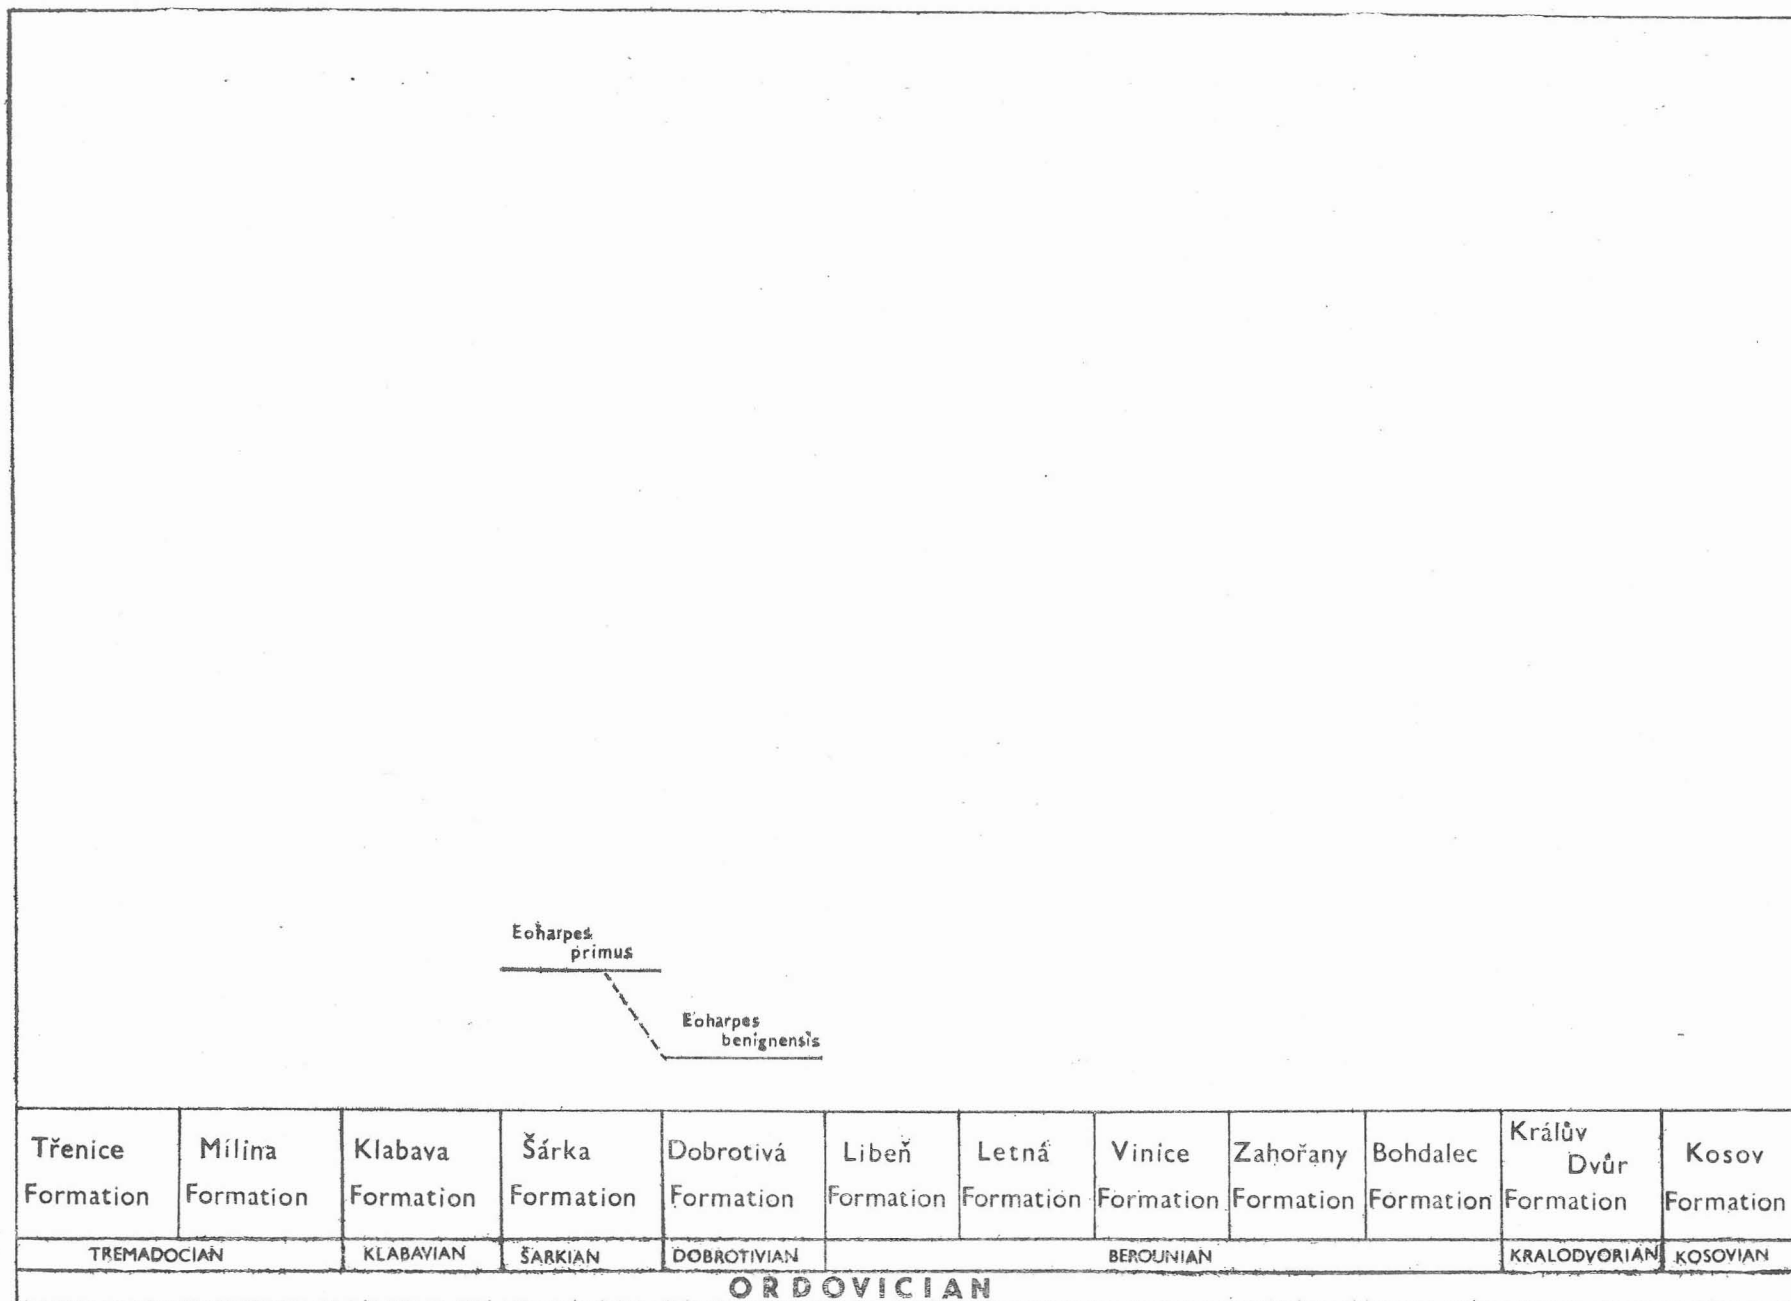 Eoharpes
primus
Eoharpes
benignensis
Třenice
Formation
Mílina
Formation
Klabava
Formation
Šárka
Formation
Dobrotivá
Formation
Libeň
Formation
Letná
Formation
Vinice
Formation
Zahořany
Formation
Bohdalec
Formation
Králův
Dvůr
Formation
Kosov
Formation
TREMADOCIAN
KLABAVIAN
ŠARKIAN
DOBROTIVIAN
BEROUNIAN
KRALODVORIAN
KOSOVIAN
ORDOVICIAN